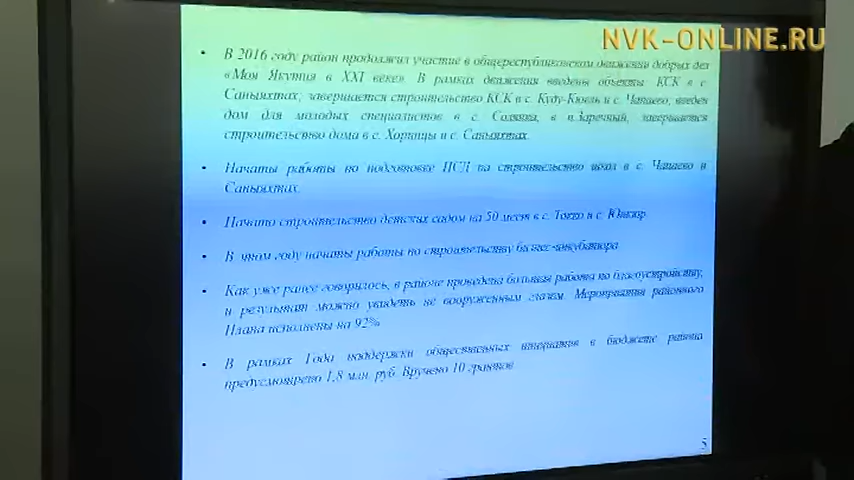 NVK-ONLINE.RU
• В 2016 году район продолжил участие в общереспубликанском движении добрых дел
«Моя Якутия в XXI веке». В рамках движения введены объекты: КСК в с.
Саныяхтах; завершается строительство КСК в с. Куду-Кюель и с. Чапаево; введен
дом для молодых специалистов в с. Солянка, в п.Заречный, завершается
строительство дома в с. Хоринцы и с. Саныяхтах.
• Начаты работы по подготовке ПСД на строительство школ в с. Чапаево и
Саныяхтах.
• Начато строительство детских садом на 50 мест в с. Токко и с. Юнкюр.
• В этом году начаты работы по строительству бизнес-инкубатора.
• Как уже ранее говорилось, в районе проведена большая работа по благоустройству,
и результат можно увидеть не вооруженным глазом. Мероприятия районного
Плана исполнены на 92%.
• В рамках Года поддержки общественных инициатив в бюджете района
предусмотрено 1,8 млн. руб. Вручено 10 грантов.
5